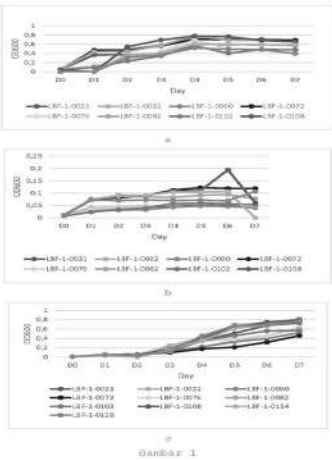 0,8
0,6
0,4
0,2
0
OD600
D0 D1 D2 D3 D4 D5 D6 D7
Day
LBF-1-0021 LBF-1-0022 LBF-1-0060 LBF-1-0072
LBF-1-0076 LBF-1-0082 LBF-1-0102 LBF-1-0108
a
0,25
0,2
0,15
0,1
0,05
0
OD600
D0 D1 D2 D3 D4 D5 D6 D7
Day
LBF-1-0021 LBF-1-0022 LBF-1-0060 LBF-1-0072
LBF-1-0076 LBF-1-0082 LBF-1-0102 LBF-1-0108
b
1
0,8
0,6
0,4
0,2
0
OD600
D0 D1 D2 D3 D4 D5 D6 D7
Day
LBF-1-0021 LBF-1-0022 LBF-1-0060
LBF-1-0072 LBF-1-0076 LBF-1-0082
LBF-1-0102 LBF-1-0108 LBF-1-0114
LBF-1-0120
c
Gambar 1